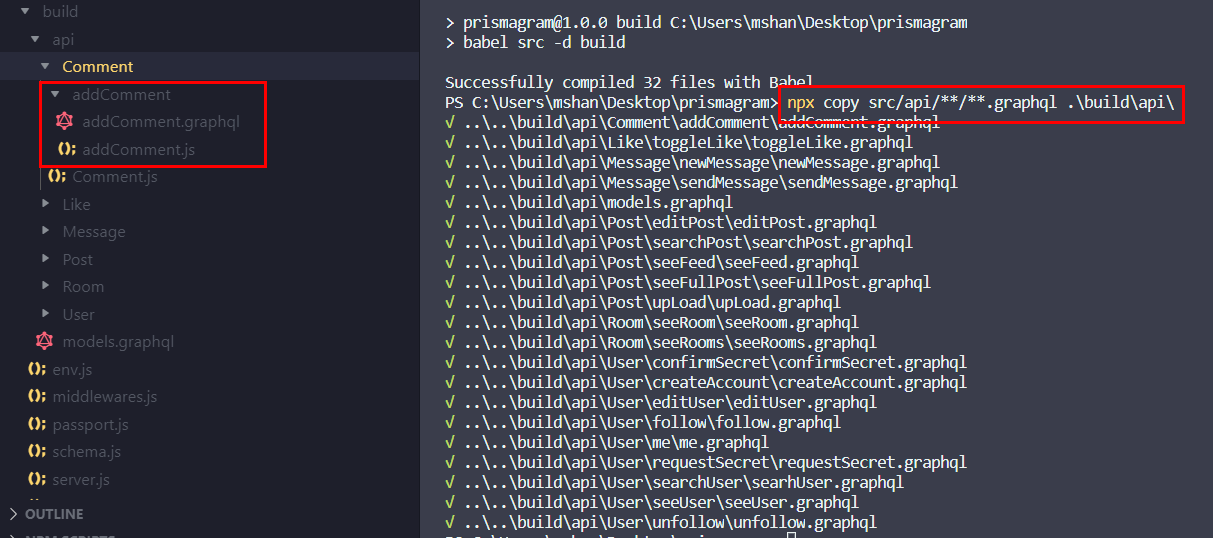 build
api
Comment
addComment
addComment.graphql
addComment.js
Comment.js
Like
Message
Post
Room
User
models.graphql
env.js
middlewares.js
passport.js
schema.js
server.js
OUTLINE
> prismagram@1.0.0 build C:\Users\mshan\Desktop\prismagram
> babel src -d build
Successfully compiled 32 files with Babel
PS C:\Users\mshan\Desktop\prismagram> npx copy src/api/**/**.graphql .\build\api\
√ ..\..\build\api\Comment\addComment\addComment.graphql
√ ..\..\build\api\Like\toggleLike\toggleLike.graphql
√ ..\..\build\api\Message\newMessage\newMessage.graphql
√ ..\..\build\api\Message\sendMessage\sendMessage.graphql
√ ..\..\build\api\models.graphql
√ ..\..\build\api\Post\editPost\editPost.graphql
√ ..\..\build\api\Post\searchPost\searchPost.graphql
√ ..\..\build\api\Post\seeFeed\seeFeed.graphql
√ ..\..\build\api\Post\seeFullPost\seeFullPost.graphql
√ ..\..\build\api\Post\upLoad\upLoad.graphql
√ ..\..\build\api\Room\seeRoom\seeRoom.graphql
√ ..\..\build\api\Room\seeRooms\seeRooms.graphql
√ ..\..\build\api\User\confirmSecret\confirmSecret.graphql
√ ..\..\build\api\User\createAccount\createAccount.graphql
√ ..\..\build\api\User\editUser\editUser.graphql
√ ..\..\build\api\User\follow\follow.graphql
√ ..\..\build\api\User\me\me.graphql
√ ..\..\build\api\User\requestSecret\requestSecret.graphql
√ ..\..\build\api\User\searchUser\searhUser.graphql
√ ..\..\build\api\User\seeUser\seeUser.graphql
√ ..\..\build\api\User\unfollow\unfollow.graphql